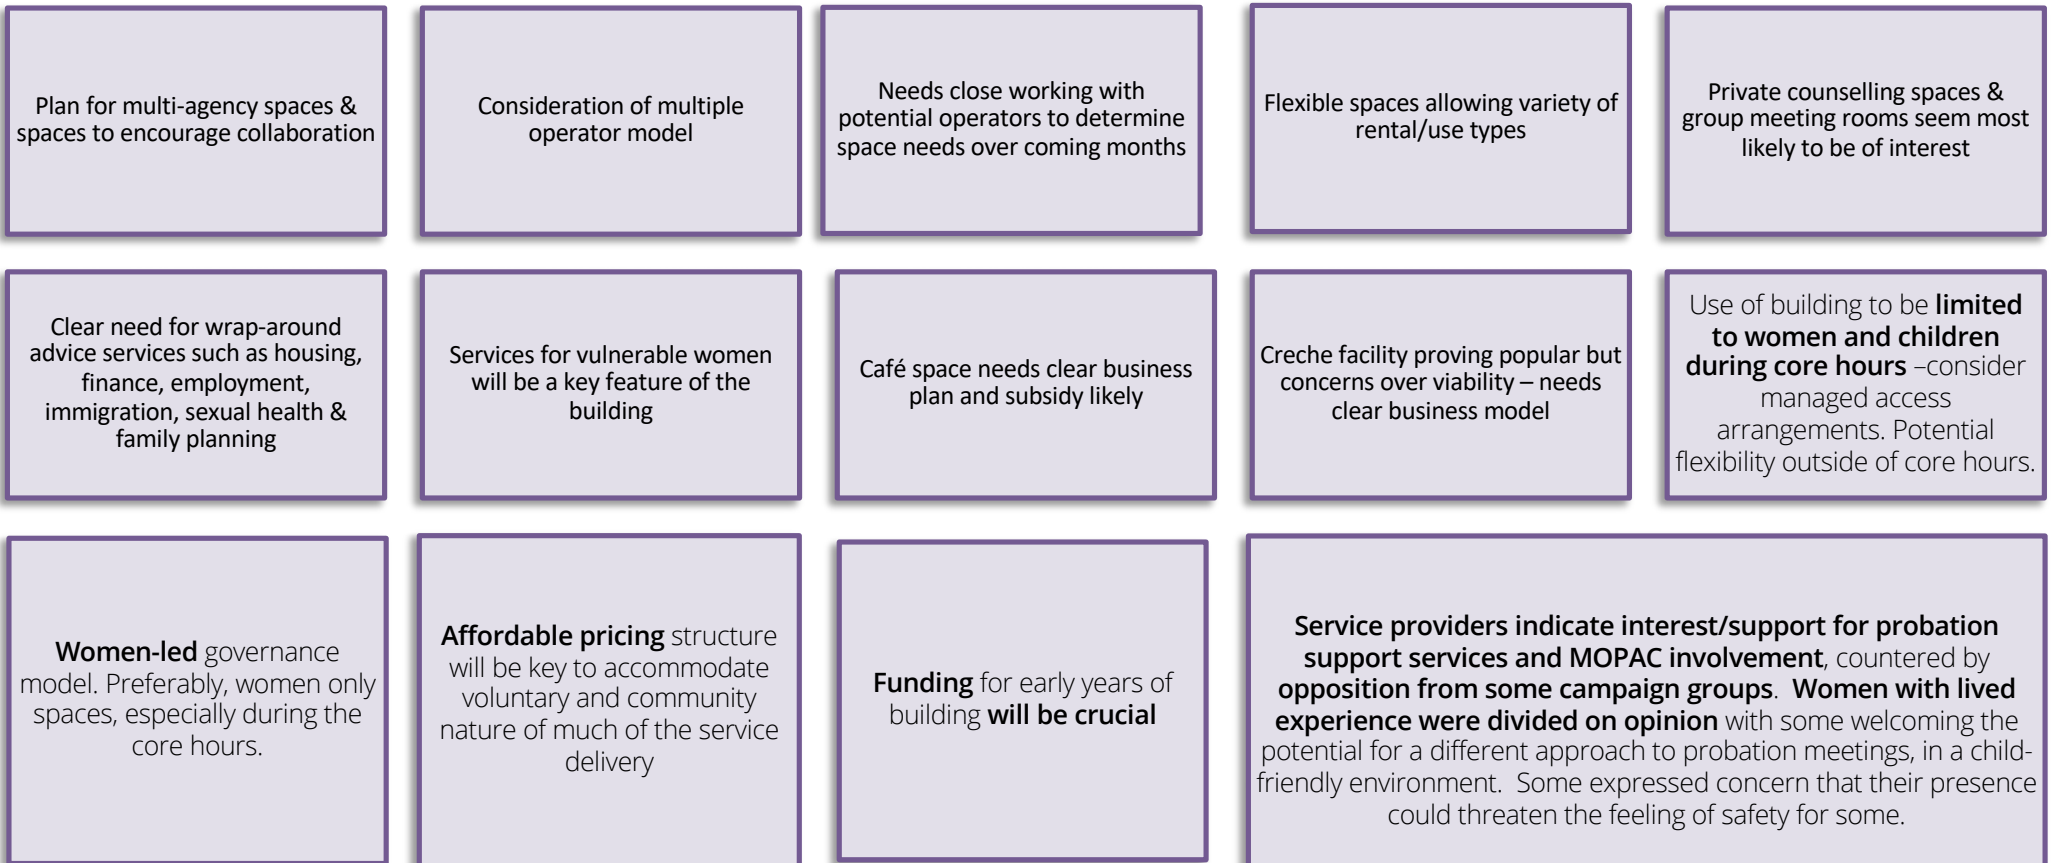 Plan for multi-agency spaces &
spaces to encourage collaboration
Consideration of multiple
operator model
Needs close working with
potential operators to determine
space needs over coming months
Flexible spaces allowing variety of
rental/use types
Private counselling spaces &
group meeting rooms seem most
likely to be of interest
Clear need for wrap-around
advice services such as housing,
finance, employment,
immigration, sexual health &
family planning
Services for vulnerable women
will be a key feature of the
building
Café space needs clear business
plan and subsidy likely
Creche facility proving popular but
concerns over viability – needs
clear business model
Use of building to be limited
to women and children
during core hours –consider
managed access
arrangements. Potential
flexibility outside of core hours.
Women-led governance
model. Preferably, women only
spaces, especially during the
core hours.
Affordable pricing structure
will be key to accommodate
voluntary and community
nature of much of the service
delivery
Funding for early years of
building will be crucial
Service providers indicate interest/support for probation
support services and MOPAC involvement, countered by
opposition from some campaign groups. Women with lived
experience were divided on opinion with some welcoming the
potential for a different approach to probation meetings, in a child-
friendly environment. Some expressed concern that their presence
could threaten the feeling of safety for some.